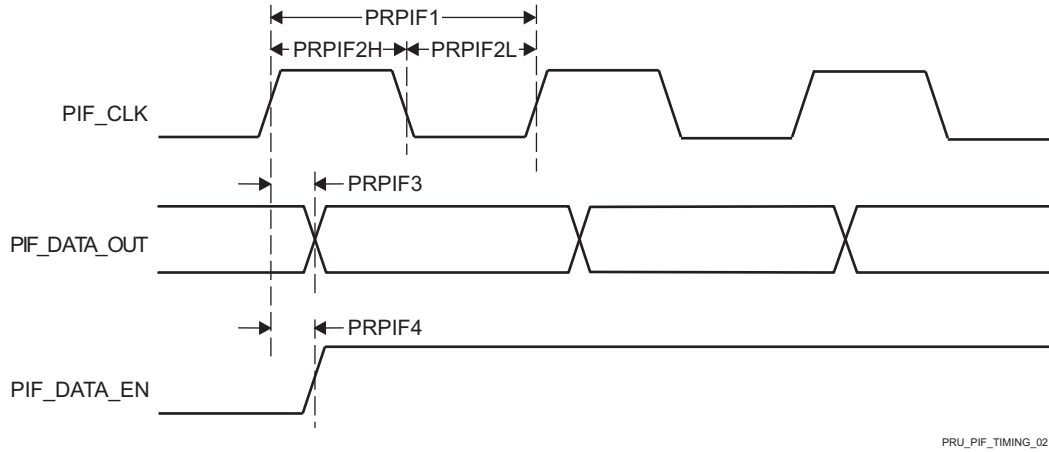 PRPIF1
PRPIF2H
PRPIF2L
PIF_CLK
PRPIF3
PIF_DATA_OUT
PRPIF4
PIF_DATA_EN
PRU_PIF_TIMING_02